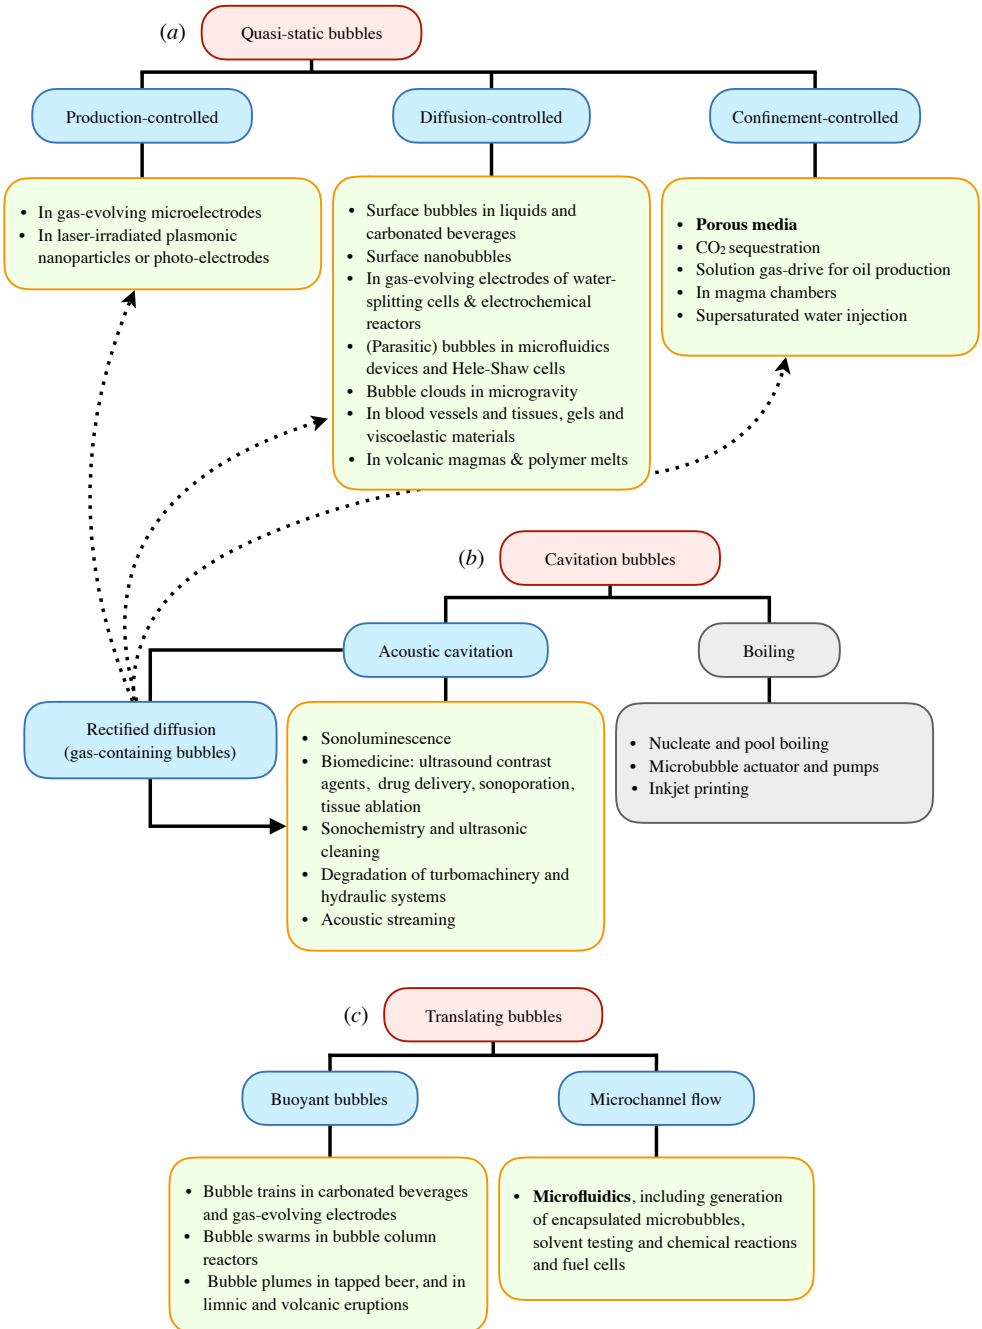 (a)
Quasi-static bubbles
Production-controlled
Diffusion-controlled
Confinement-controlled
• In gas-evolving microelectrodes
• In laser-irradiated plasmonic
nanoparticles or photo-electrodes
• Surface bubbles in liquids and
carbonated beverages
• Surface nanobubbles
• In gas-evolving electrodes of water-
splitting cells & electrochemical
reactors
• (Parasitic) bubbles in microfluidics
devices and Hele-Shaw cells
• Bubble clouds in microgravity
• In blood vessels and tissues, gels and
viscoelastic materials
• In volcanic magmas & polymer melts
• Porous media
• CO₂ sequestration
• Solution gas-drive for oil production
• In magma chambers
• Supersaturated water injection
(b)
Cavitation bubbles
Acoustic cavitation
Boiling
Rectified diffusion
(gas-containing bubbles)
• Sonoluminescence
• Biomedicine: ultrasound contrast
agents, drug delivery, sonoporation,
tissue ablation
• Sonochemistry and ultrasonic
cleaning
• Degradation of turbomachinery and
hydraulic systems
• Acoustic streaming
• Nucleate and pool boiling
• Microbubble actuator and pumps
• Inkjet printing
(c)
Translating bubbles
Buoyant bubbles
Microchannel flow
• Bubble trains in carbonated beverages
and gas-evolving electrodes
• Bubble swarms in bubble column
reactors
• Bubble plumes in tapped beer, and in
limnic and volcanic eruptions
• Microfluidics, including generation
of encapsulated microbubbles,
solvent testing and chemical reactions
and fuel cells